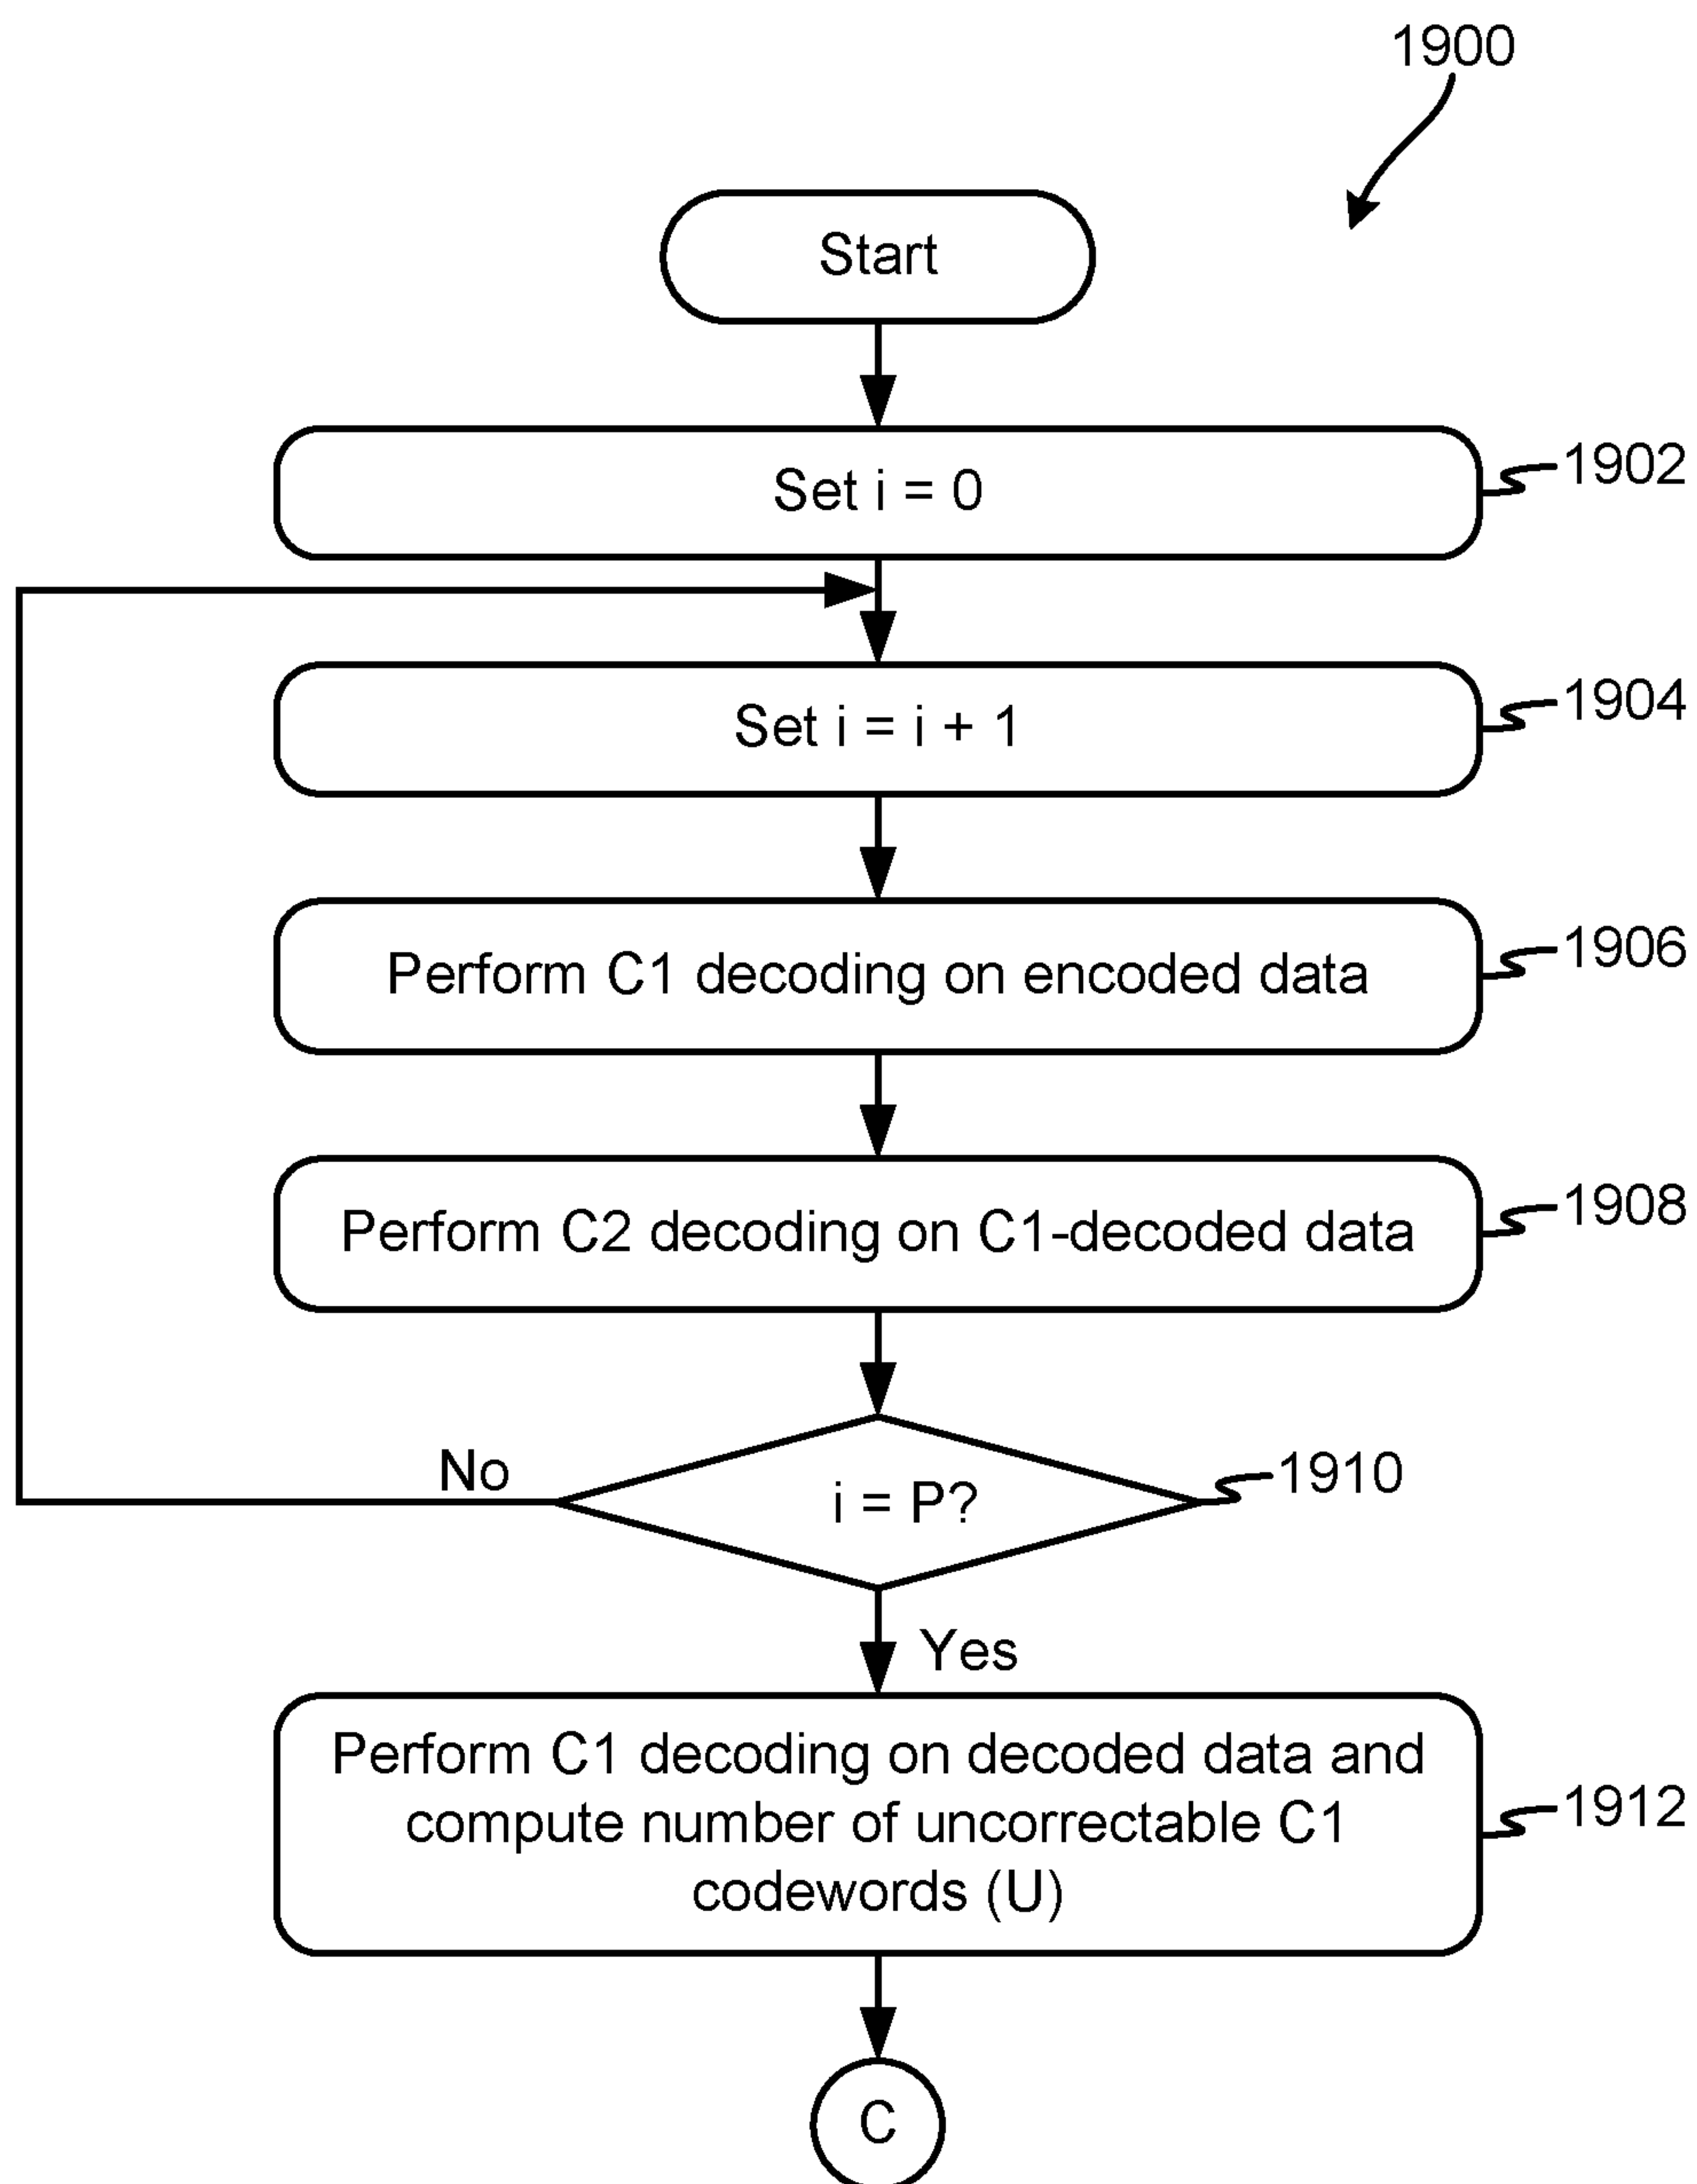 1900
Start
Set i = 0
1902
Set i = i + 1
1904
Perform C1 decoding on encoded data
1906
Perform C2 decoding on C1-decoded data
1908
No
i = P?
1910
Yes
Perform C1 decoding on decoded data and
compute number of uncorrectable C1
codewords (U)
1912
C